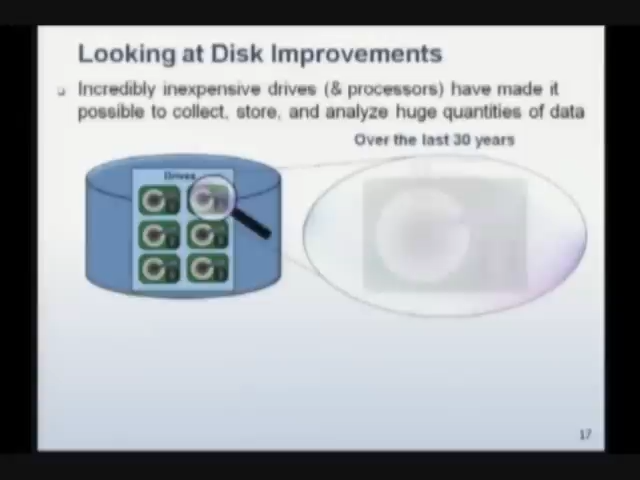 Looking at Disk Improvements
Incredibly inexpensive drives (& processors) have made it
possible to collect, store, and analyze huge quantities of data
Over the last 30 years
Drives
17